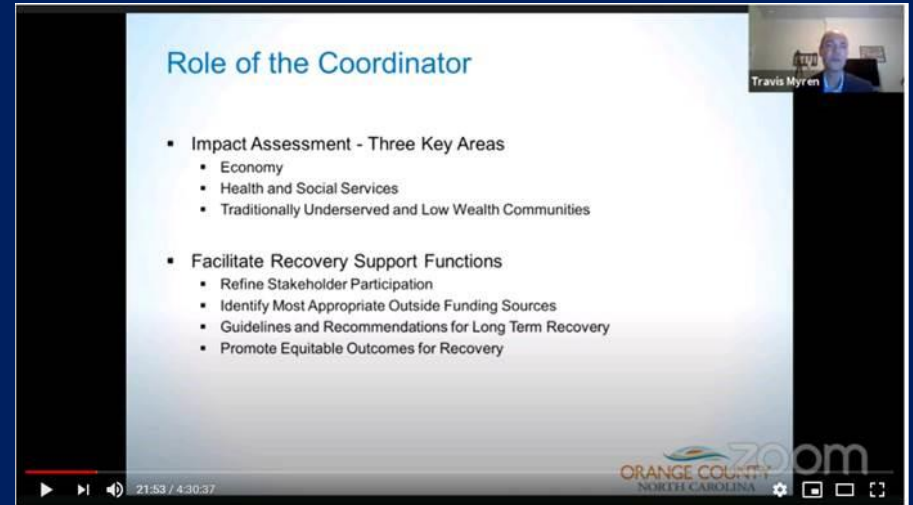 Role of the Coordinator
Travis Myren
▪ Impact Assessment - Three Key Areas
▪ Economy
▪ Health and Social Services
▪ Traditionally Underserved and Low Wealth Communities
▪ Facilitate Recovery Support Functions
▪ Refine Stakeholder Participation
▪ Identify Most Appropriate Outside Funding Sources
▪ Guidelines and Recommendations for Long Term Recovery
▪ Promote Equitable Outcomes for Recovery
zoom
ORANGE COUNTY
NORTH CAROLINA
21:53 / 4:30:37